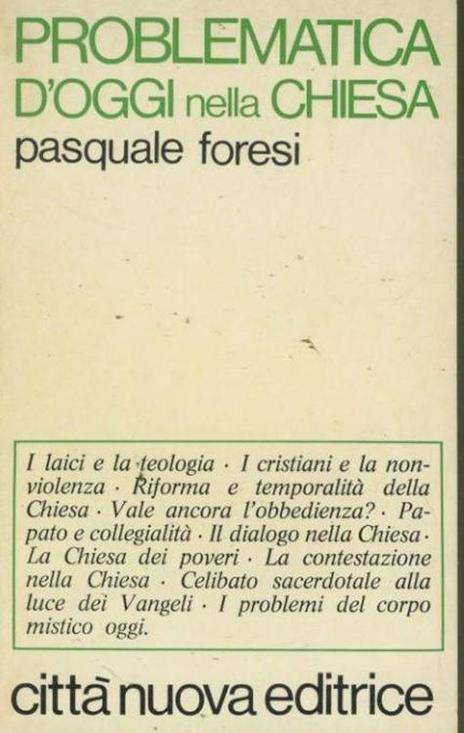 PROBLEMATICA
D'OGGI nella CHIESA
pasquale foresi
I laici e la teologia · I cristiani e la non-
violenza · Riforma e temporalità della
Chiesa · Vale ancora l'obbedienza? · Pa-
pato e collegialità · Il dialogo nella Chiesa ·
La Chiesa dei poveri · La contestazione
nella Chiesa · Celibato sacerdotale alla
luce dei Vangeli · I problemi del corpo
mistico oggi.
città nuova editrice